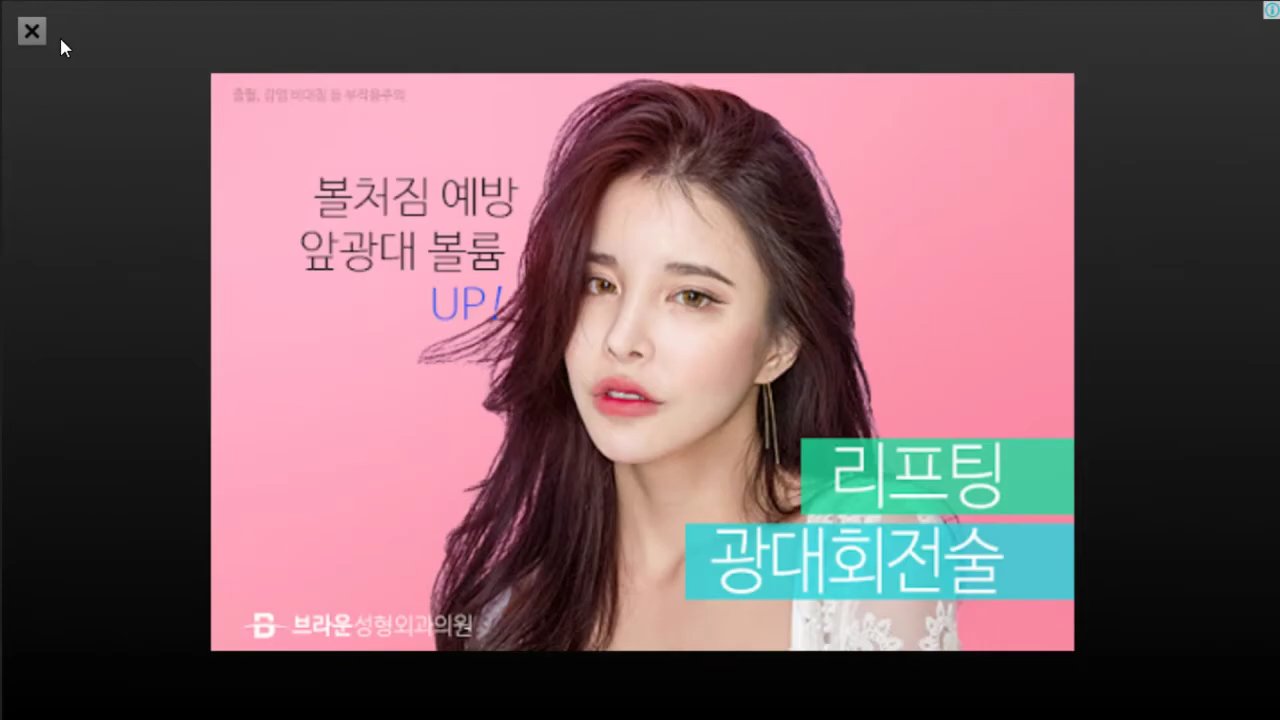 출혈, 감염 비대칭 등 부작용주의
볼처짐 예방
앞광대 볼륨
UP!
리프팅
광대회전술
브라운성형외과의원